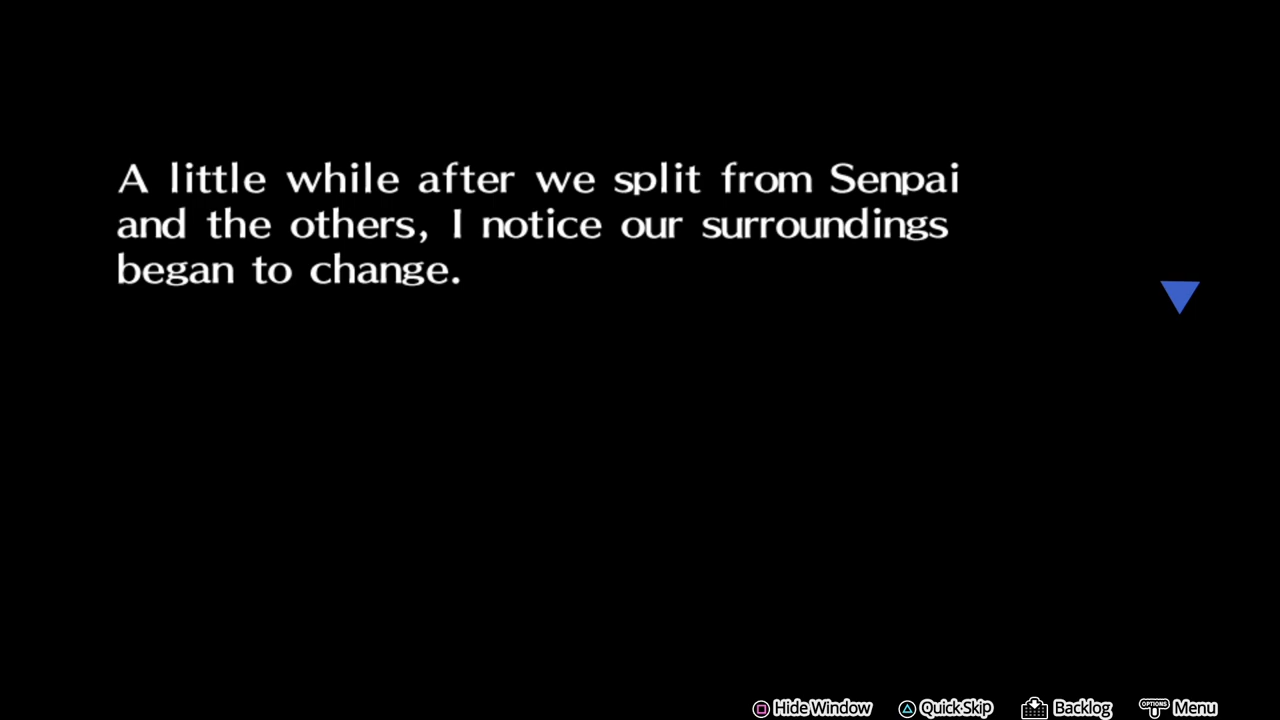 A little while after we split from Senpai
and the others, I notice our surroundings
began to change.
Hide Window Quick Skip Backlog OPTIONS Menu